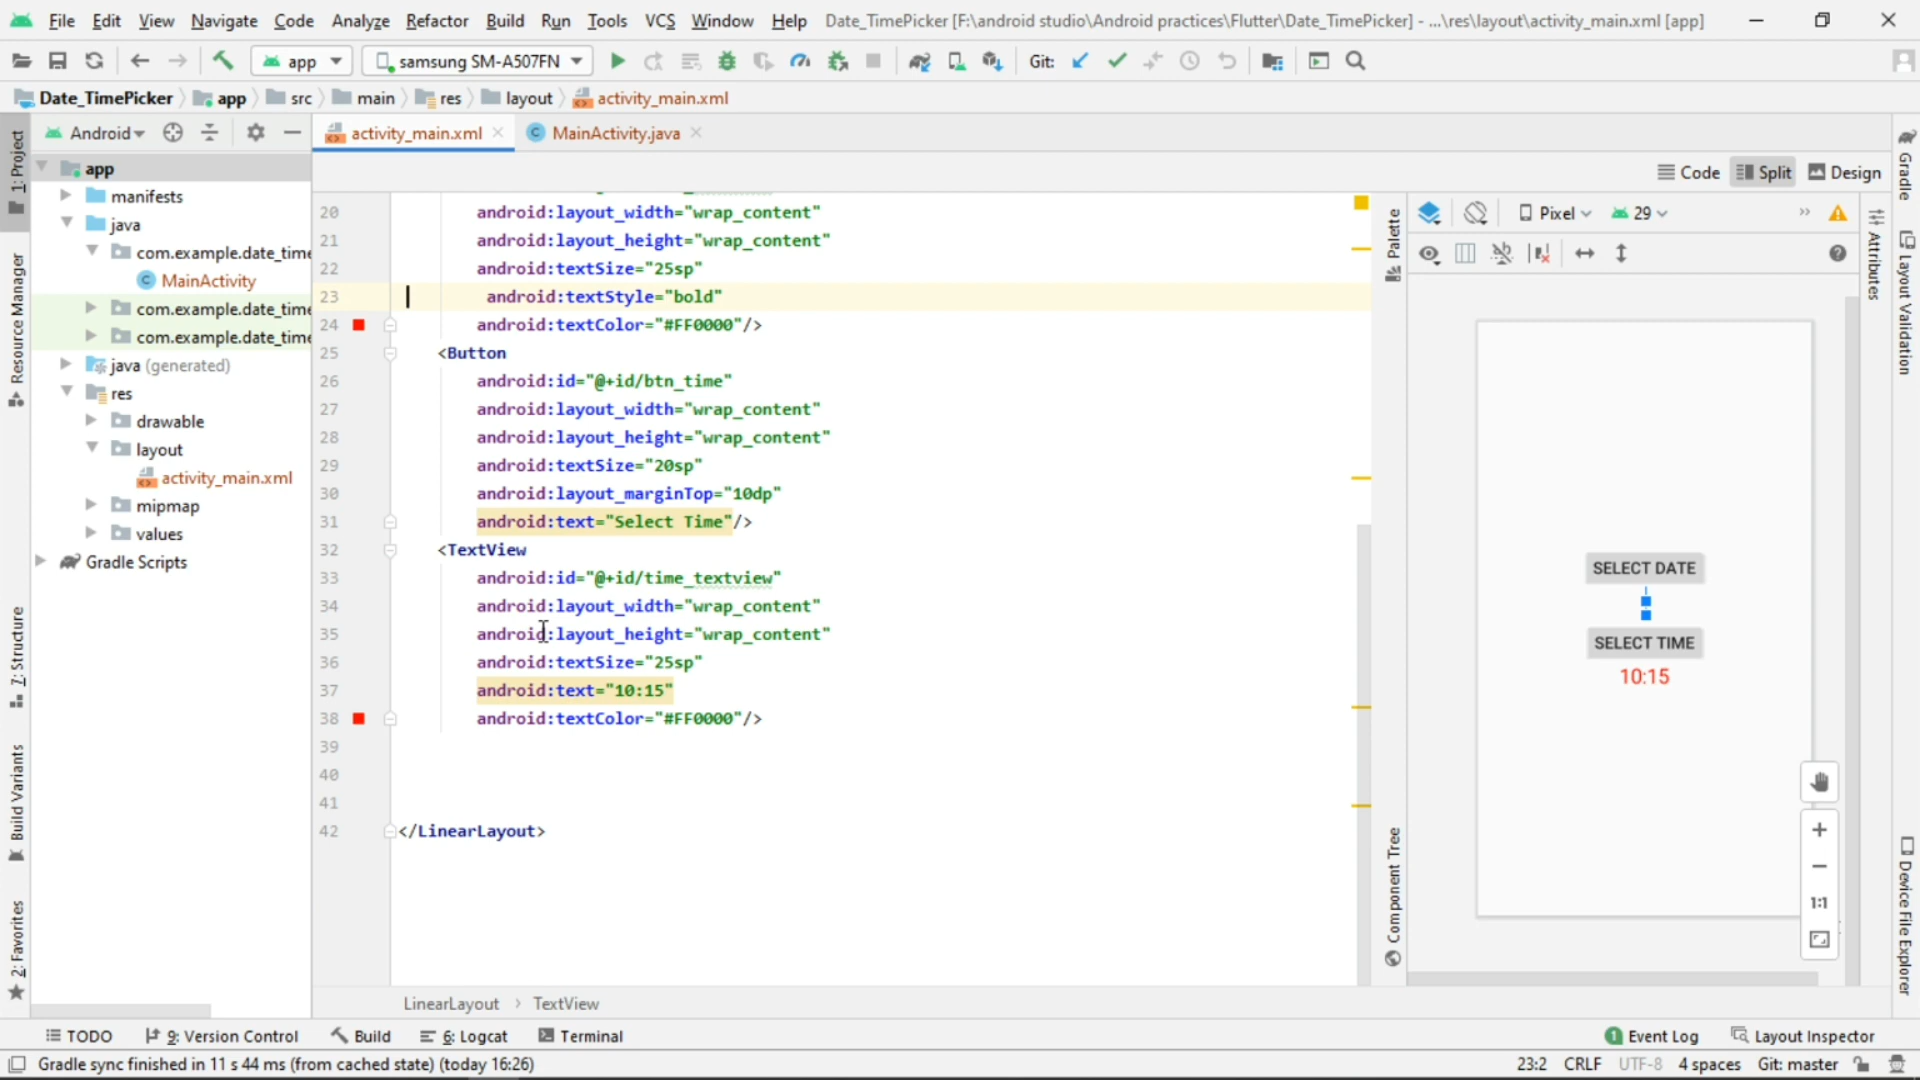 File Edit View Navigate Code Analyze Refactor Build Run Tools VCS Window Help Date_TimePicker [F:\android studio\Android practices\Flutter\Date_TimePicker] - ...\res\layout\activity_main.xml [app]
app samsung SM-A507FN Git:
Date_TimePicker app src main res layout activity_main.xml
Android activity_main.xml MainActivity.java
Code Split Design
1: Project
Resource Manager
7: Structure
Build Variants
2: Favorites
app
manifests
java
com.example.date_time
MainActivity
com.example.date_time
com.example.date_time
java (generated)
res
drawable
layout
activity_main.xml
mipmap
values
Gradle Scripts
20 android:layout_width="wrap_content"
21 android:layout_height="wrap_content"
22 android:textSize="25sp"
23 android:textStyle="bold"
24 android:textColor="#FF0000"/>
25 <Button
26 android:id="@+id/btn_time"
27 android:layout_width="wrap_content"
28 android:layout_height="wrap_content"
29 android:textSize="20sp"
30 android:layout_marginTop="10dp"
31 android:text="Select Time"/>
32 <TextView
33 android:id="@+id/time_textview"
34 android:layout_width="wrap_content"
35 android:layout_height="wrap_content"
36 android:textSize="25sp"
37 android:text="10:15"
38 android:textColor="#FF0000"/>
39
40
41
42 </LinearLayout>
LinearLayout › TextView
Palette
Component Tree
Pixel 29 »
SELECT DATE
SELECT TIME
10:15
+
−
1:1
Attributes
Gradle
Layout Validation
Device File Explorer
TODO 9: Version Control Build 6: Logcat Terminal 1 Event Log Layout Inspector
Gradle sync finished in 11 s 44 ms (from cached state) (today 16:26) 23:2 CRLF UTF-8 4 spaces Git: master